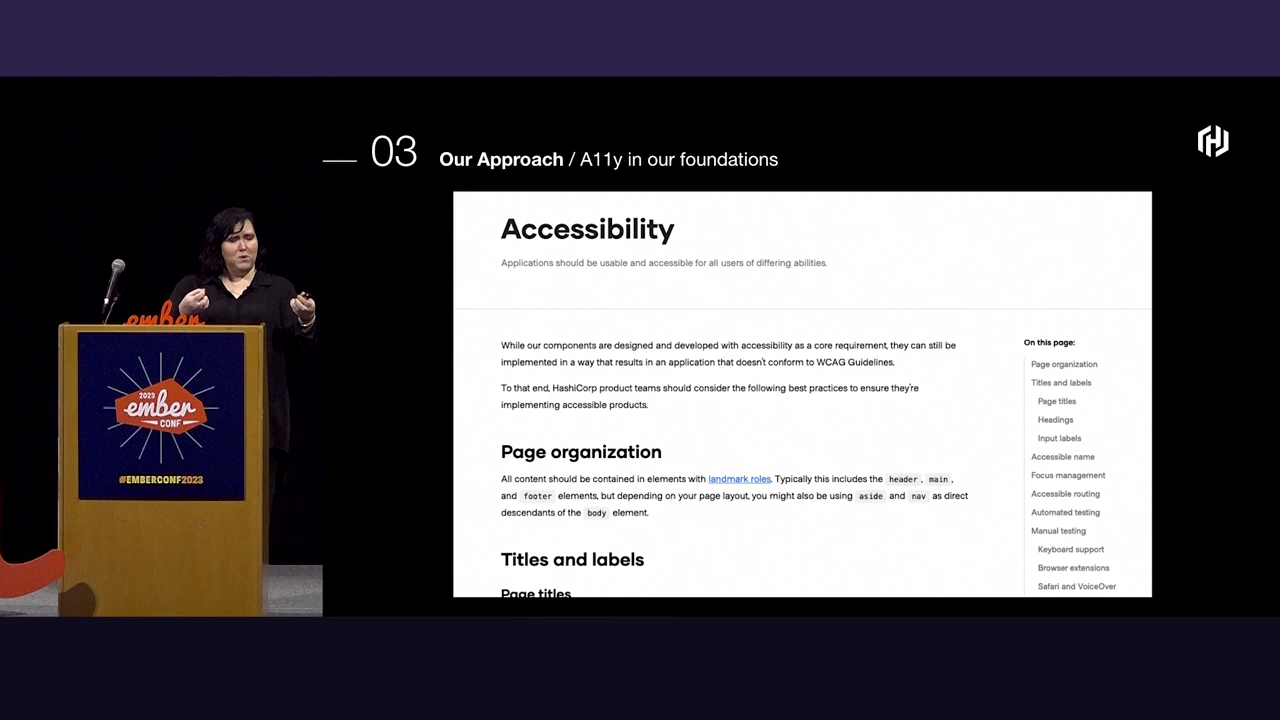 03 Our Approach / A11y in our foundations
Accessibility
Applications should be usable and accessible for all users of differing abilities.
While our components are designed and developed with accessibility as a core requirement, they can still be
implemented in a way that results in an application that doesn't conform to WCAG Guidelines.
To that end, HashiCorp product teams should consider the following best practices to ensure they're
implementing accessible products.
Page organization
All content should be contained in elements with landmark roles. Typically this includes the header, main,
and footer elements, but depending on your page layout, you might also be using aside and nav as direct
descendants of the body element.
Titles and labels
Page titles
On this page:
Page organization
Titles and labels
Page titles
Headings
Input labels
Accessible name
Focus management
Accessible routing
Automated testing
Manual testing
Keyboard support
Browser extensions
Safari and VoiceOver
ember
2023
ember
CONF
#EMBERCONF2023